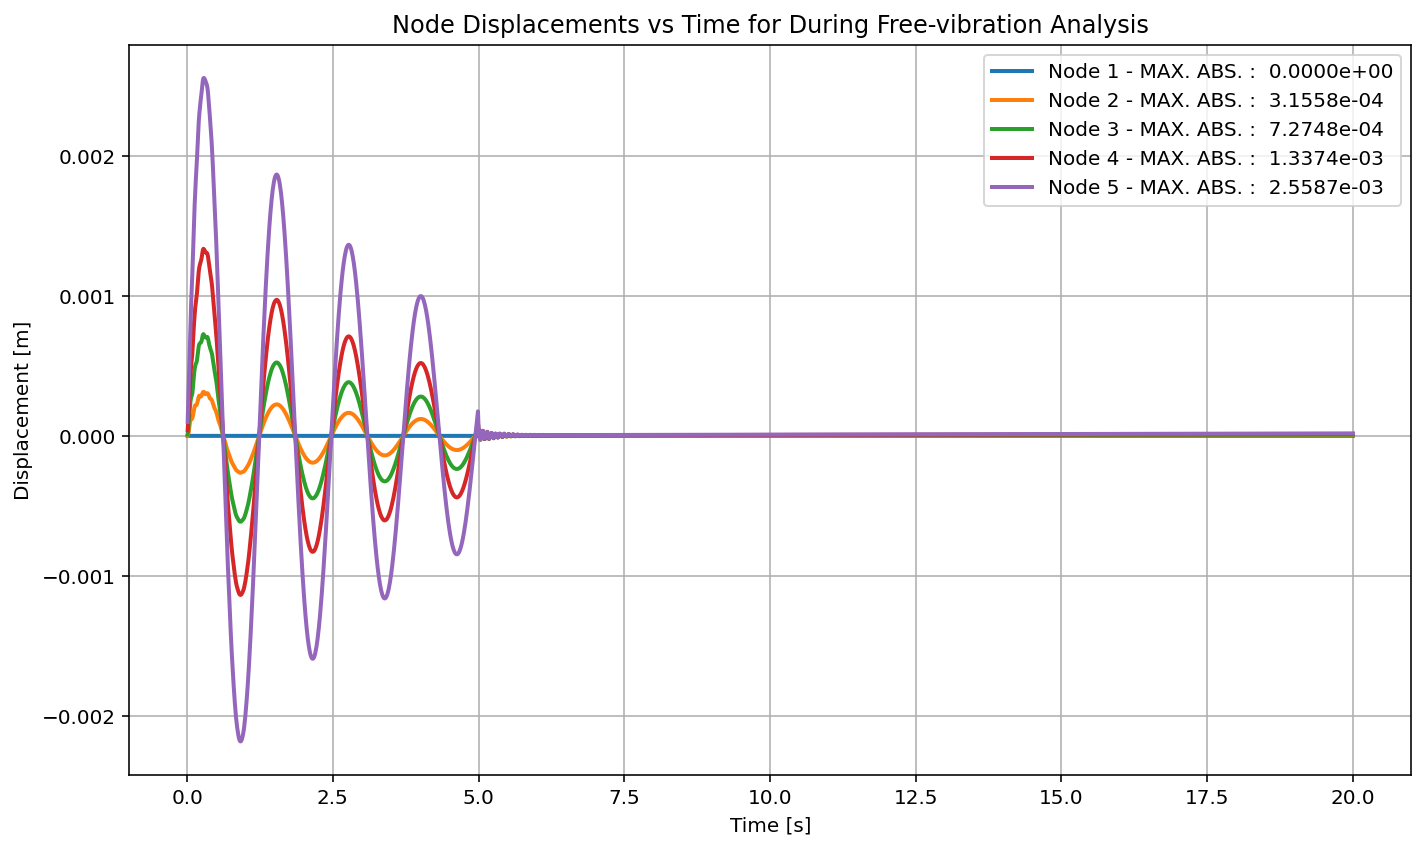 Node Displacements vs Time for During Free-vibration Analysis
Node 1 - MAX. ABS. :  0.0000e+00
Node 2 - MAX. ABS. :  3.1558e-04
Node 3 - MAX. ABS. :  7.2748e-04
Node 4 - MAX. ABS. :  1.3374e-03
Node 5 - MAX. ABS. :  2.5587e-03
Displacement [m]
0.002
0.001
0.000
−0.001
−0.002
0.0 2.5 5.0 7.5 10.0 12.5 15.0 17.5 20.0
Time [s]